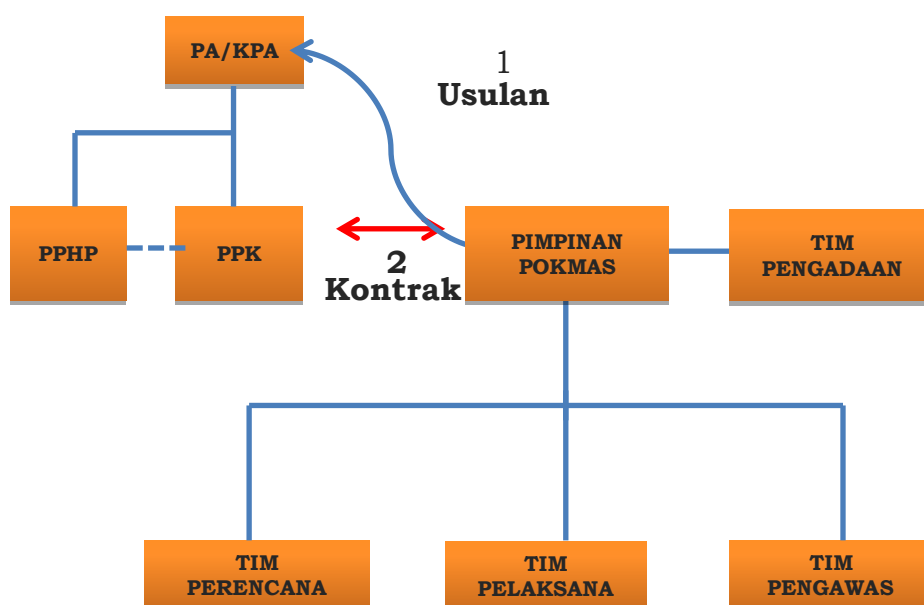 PA/KPA
1
Usulan
PPHP
PPK
2
Kontrak
PIMPINAN
POKMAS
TIM
PENGADAAN
TIM
PERENCANA
TIM
PELAKSANA
TIM
PENGAWAS